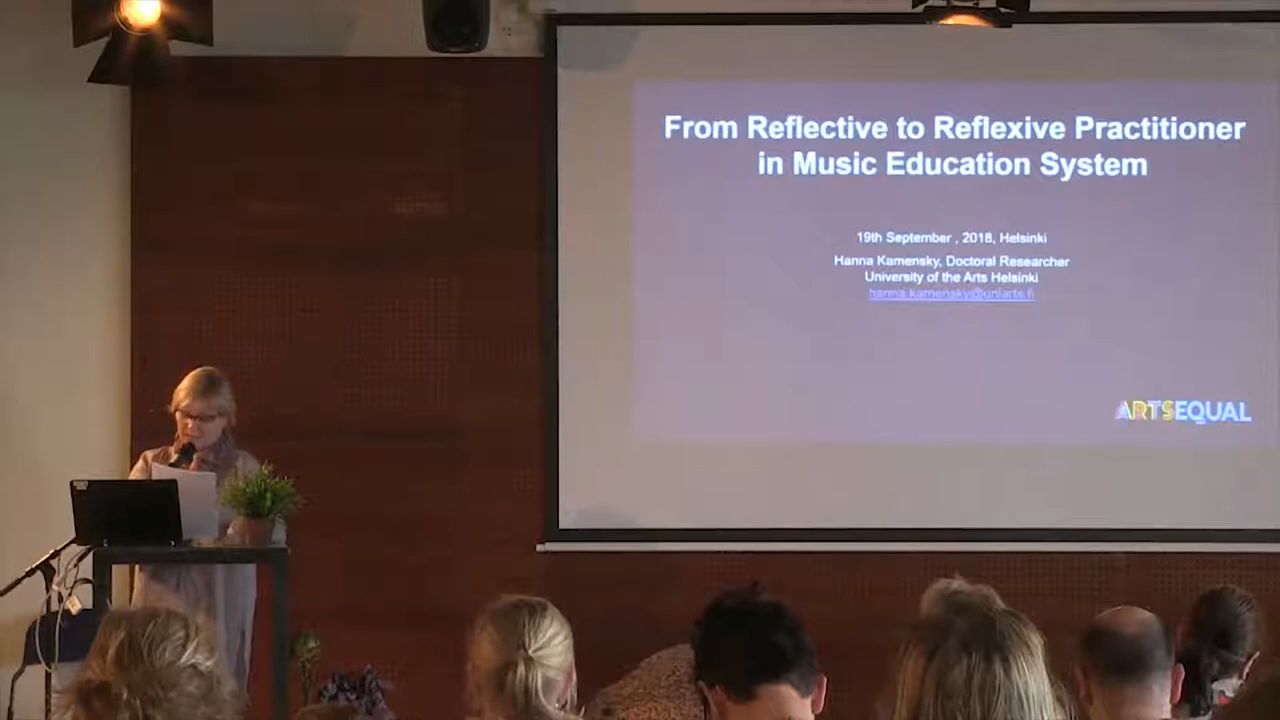 From Reflective to Reflexive Practitioner
in Music Education System
19th September , 2018, Helsinki
Hanna Kamensky, Doctoral Researcher
University of the Arts Helsinki
hanna.kamensky@uniarts.fi
ARTSEQUAL